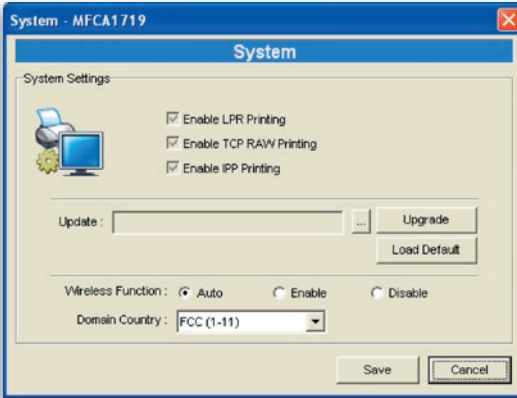 System - MFCA1719
System
System Settings
Enable LPR Printing
Enable TCP RAW Printing
Enable IPP Printing
Update :
...
Upgrade
Load Default
Wireless Function : Auto Enable Disable
Domain Country : FCC (1-11)
Save Cancel